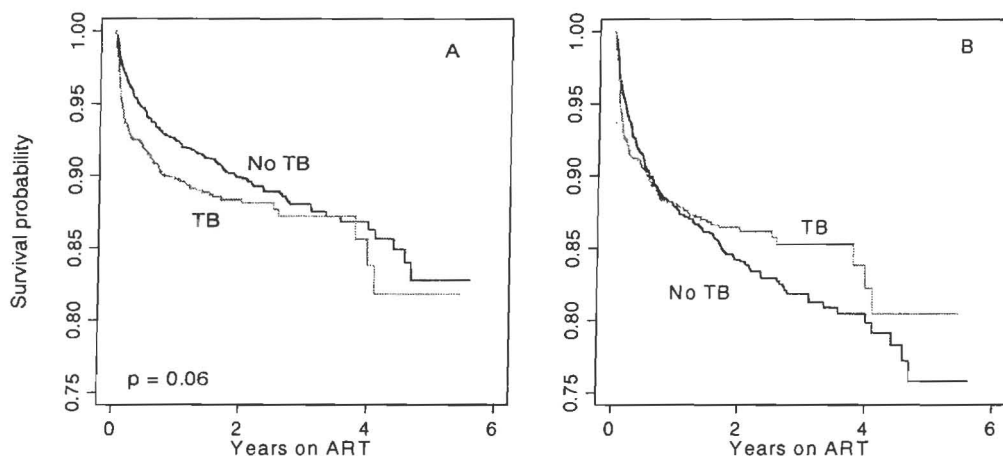 A
B
Survival probability
1.00
0.95
0.90
0.85
0.80
0.75
No TB
TB
p = 0.06
0
2
4
6
Years on ART
1.00
0.95
0.90
0.85
0.80
0.75
TB
No TB
0
2
4
6
Years on ART